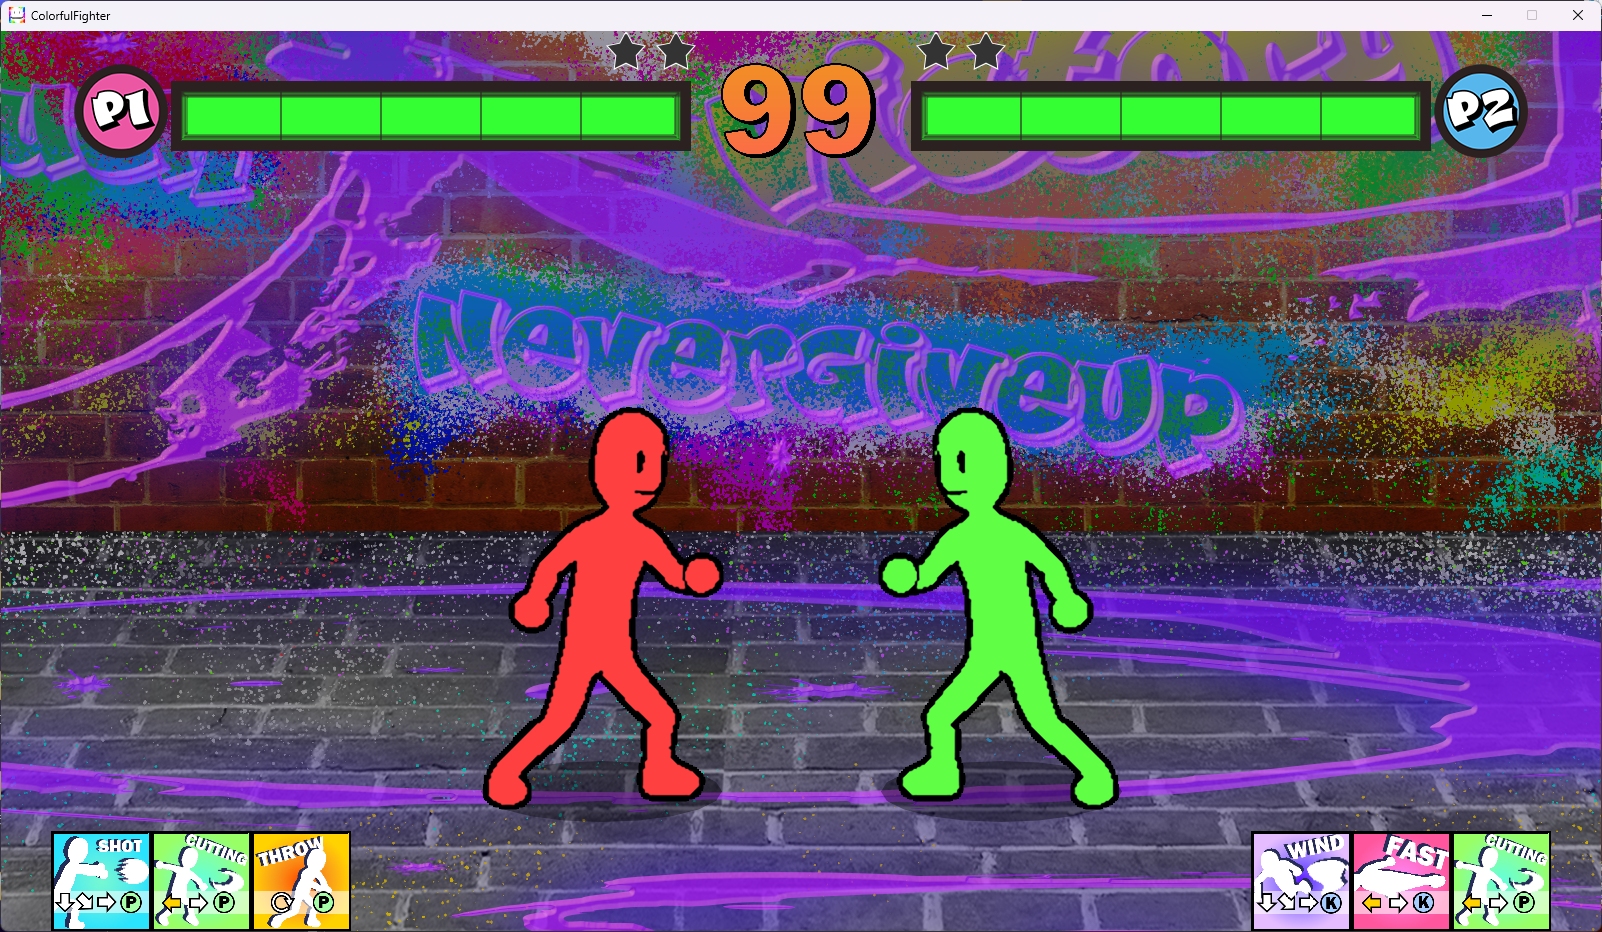 ColorfulFighter
P1
99
P2
NeverGiveup
SHOT
P
CUTTING
P
THROW
P
WIND
K
FAST
K
CUTTING
P